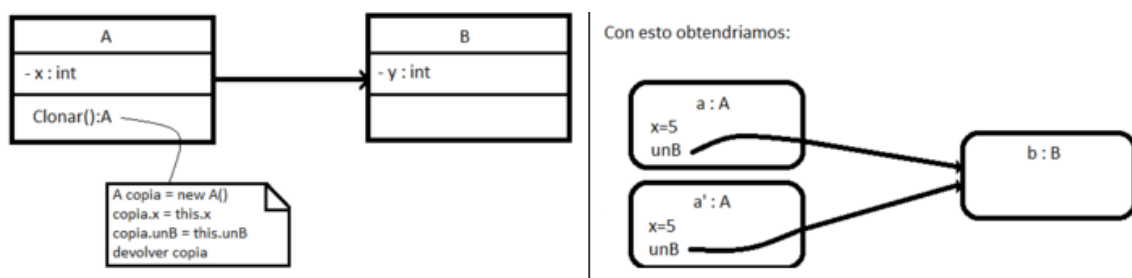 A
- x : int
Clonar():A
B
- y : int
A copia = new A()
copia.x = this.x
copia.unB = this.unB
devolver copia
Con esto obtendriamos:
a : A
x=5
unB
a' : A
x=5
unB
b : B